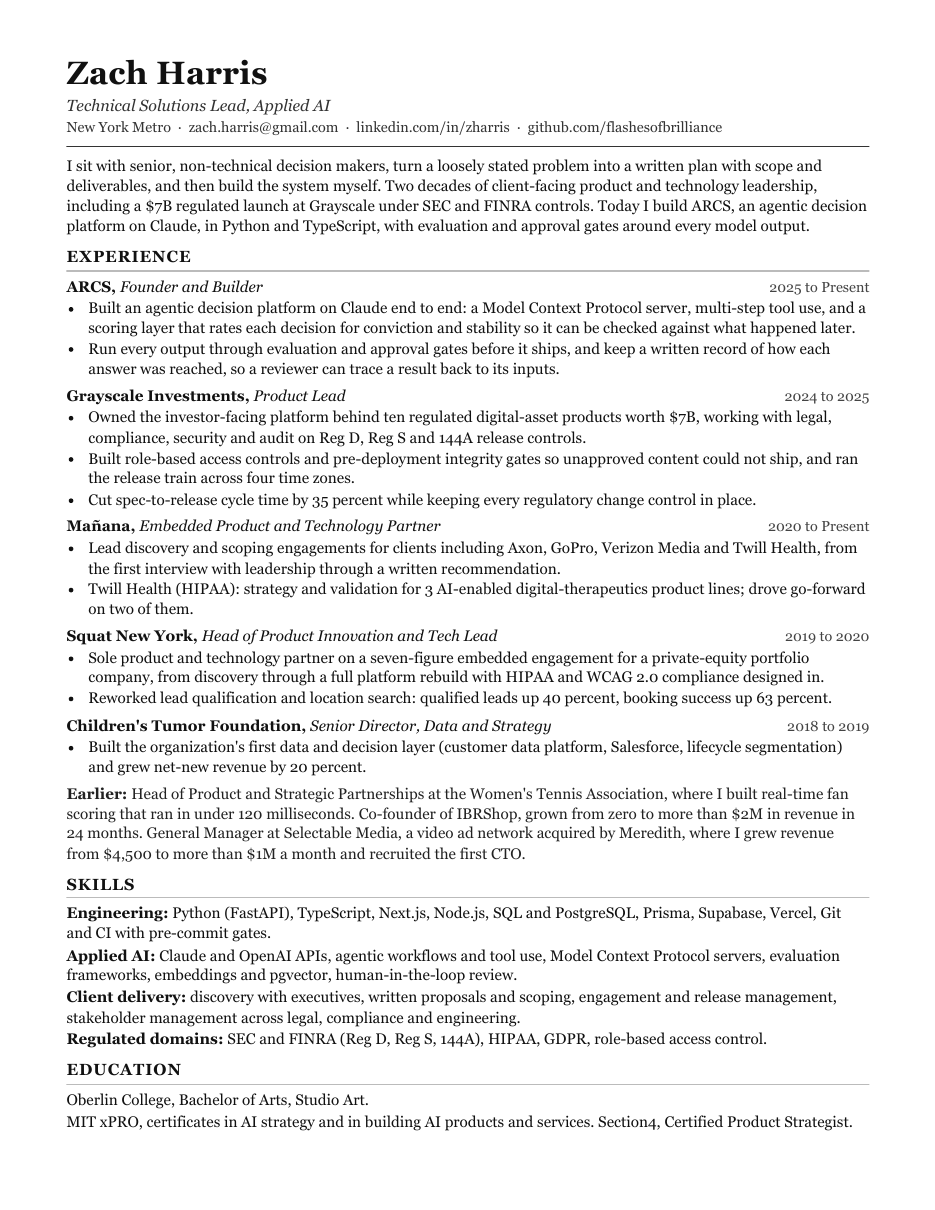 Zach Harris
Technical Solutions Lead, Applied AI
New York Metro · zach.harris@gmail.com · linkedin.com/in/zharris · github.com/flashesofbrilliance
I sit with senior, non-technical decision makers, turn a loosely stated problem into a written plan with scope and
deliverables, and then build the system myself. Two decades of client-facing product and technology leadership,
including a $7B regulated launch at Grayscale under SEC and FINRA controls. Today I build ARCS, an agentic decision
platform on Claude, in Python and TypeScript, with evaluation and approval gates around every model output.
EXPERIENCE
ARCS, Founder and Builder 2025 to Present
• Built an agentic decision platform on Claude end to end: a Model Context Protocol server, multi-step tool use, and a
scoring layer that rates each decision for conviction and stability so it can be checked against what happened later.
• Run every output through evaluation and approval gates before it ships, and keep a written record of how each
answer was reached, so a reviewer can trace a result back to its inputs.
Grayscale Investments, Product Lead 2024 to 2025
• Owned the investor-facing platform behind ten regulated digital-asset products worth $7B, working with legal,
compliance, security and audit on Reg D, Reg S and 144A release controls.
• Built role-based access controls and pre-deployment integrity gates so unapproved content could not ship, and ran
the release train across four time zones.
• Cut spec-to-release cycle time by 35 percent while keeping every regulatory change control in place.
Mañana, Embedded Product and Technology Partner 2020 to Present
• Lead discovery and scoping engagements for clients including Axon, GoPro, Verizon Media and Twill Health, from
the first interview with leadership through a written recommendation.
• Twill Health (HIPAA): strategy and validation for 3 AI-enabled digital-therapeutics product lines; drove go-forward
on two of them.
Squat New York, Head of Product Innovation and Tech Lead 2019 to 2020
• Sole product and technology partner on a seven-figure embedded engagement for a private-equity portfolio
company, from discovery through a full platform rebuild with HIPAA and WCAG 2.0 compliance designed in.
• Reworked lead qualification and location search: qualified leads up 40 percent, booking success up 63 percent.
Children's Tumor Foundation, Senior Director, Data and Strategy 2018 to 2019
• Built the organization's first data and decision layer (customer data platform, Salesforce, lifecycle segmentation)
and grew net-new revenue by 20 percent.
Earlier: Head of Product and Strategic Partnerships at the Women's Tennis Association, where I built real-time fan
scoring that ran in under 120 milliseconds. Co-founder of IBRShop, grown from zero to more than $2M in revenue in
24 months. General Manager at Selectable Media, a video ad network acquired by Meredith, where I grew revenue
from $4,500 to more than $1M a month and recruited the first CTO.
SKILLS
Engineering: Python (FastAPI), TypeScript, Next.js, Node.js, SQL and PostgreSQL, Prisma, Supabase, Vercel, Git
and CI with pre-commit gates.
Applied AI: Claude and OpenAI APIs, agentic workflows and tool use, Model Context Protocol servers, evaluation
frameworks, embeddings and pgvector, human-in-the-loop review.
Client delivery: discovery with executives, written proposals and scoping, engagement and release management,
stakeholder management across legal, compliance and engineering.
Regulated domains: SEC and FINRA (Reg D, Reg S, 144A), HIPAA, GDPR, role-based access control.
EDUCATION
Oberlin College, Bachelor of Arts, Studio Art.
MIT xPRO, certificates in AI strategy and in building AI products and services. Section4, Certified Product Strategist.